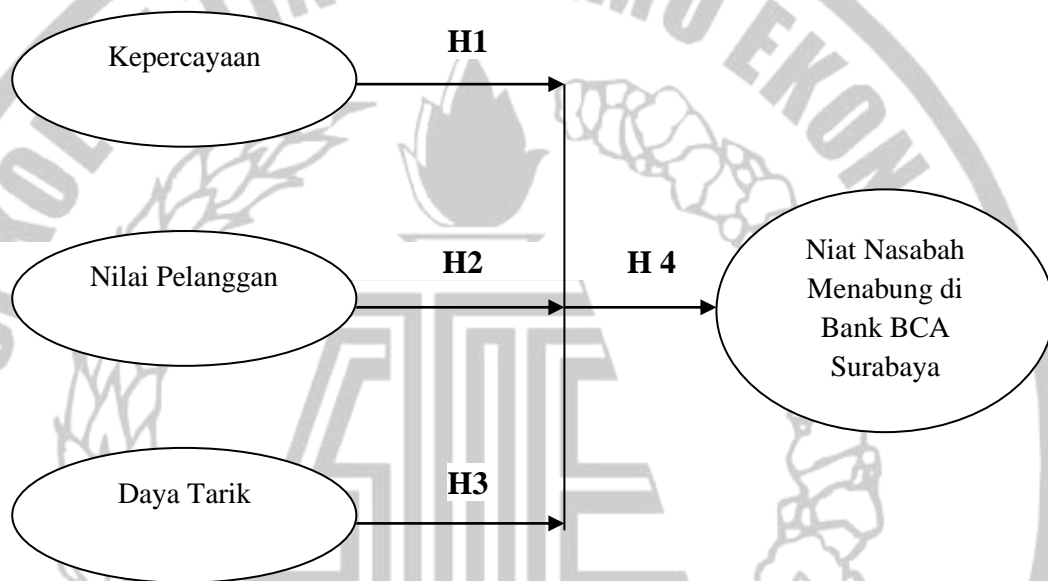 Kepercayaan
H1
Nilai Pelanggan
H2
H 4
Niat Nasabah
Menabung di
Bank BCA
Surabaya
Daya Tarik
H3